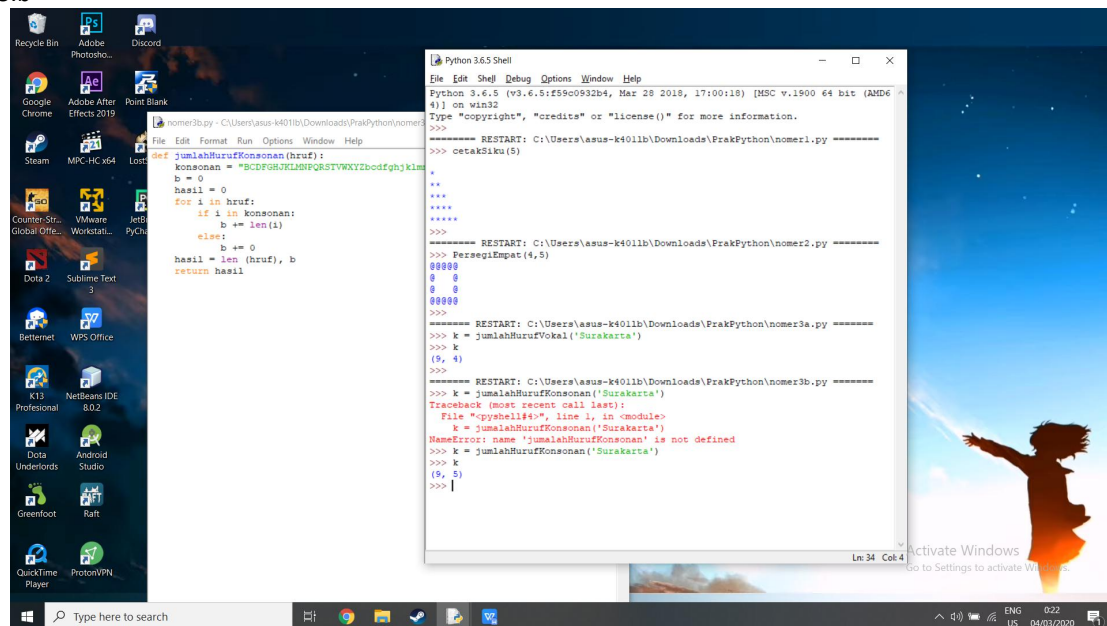 Recycle Bin
Adobe Photosho...
Discord
Google Chrome
Adobe After Effects 2019
Point Blank
Steam
MPC-HC x64
Lost
Counter-Str... Global Offe...
VMware Workstati...
JetB PyCha
Dota 2
Sublime Text 3
Betternet
WPS Office
K13 Profesional
NetBeans IDE 8.0.2
Dota Underlords
Android Studio
Greenfoot
Raft
QuickTime Player
ProtonVPN
nomer3b.py - C:\Users\asus-k401lb\Downloads\PrakPython\nomer3
File Edit Format Run Options Window Help
def jumlahHurufKonsonan(hruf):
    konsonan = "BCDFGHJKLMNPQRSTVWXYZbcdfghjklm
    b = 0
    hasil = 0
    for i in hruf:
        if i in konsonan:
            b += len(i)
        else:
            b += 0
    hasil = len (hruf), b
    return hasil
Python 3.6.5 Shell
File Edit Shell Debug Options Window Help
Python 3.6.5 (v3.6.5:f59c0932b4, Mar 28 2018, 17:00:18) [MSC v.1900 64 bit (AMD6
4)] on win32
Type "copyright", "credits" or "license()" for more information.
>>>
======== RESTART: C:\Users\asus-k401lb\Downloads\PrakPython\nomer1.py ========
>>> cetakSiku(5)
*
**
***
****
*****
>>>
======== RESTART: C:\Users\asus-k401lb\Downloads\PrakPython\nomer2.py ========
>>> PersegiEmpat(4,5)
@@@@@
@   @
@   @
@@@@@
>>>
======= RESTART: C:\Users\asus-k401lb\Downloads\PrakPython\nomer3a.py =======
>>> k = jumlahHurufVokal('Surakarta')
>>> k
(9, 4)
>>>
======= RESTART: C:\Users\asus-k401lb\Downloads\PrakPython\nomer3b.py =======
>>> k = jumalahHurufKonsonan('Surakarta')
Traceback (most recent call last):
  File "<pyshell#4>", line 1, in <module>
    k = jumalahHurufKonsonan('Surakarta')
NameError: name 'jumalahHurufKonsonan' is not defined
>>> k = jumlahHurufKonsonan('Surakarta')
>>> k
(9, 5)
>>>
Ln: 34 Col: 4
Activate Windows
Go to Settings to activate Windows.
Type here to search
ENG
US
0:22
04/03/2020